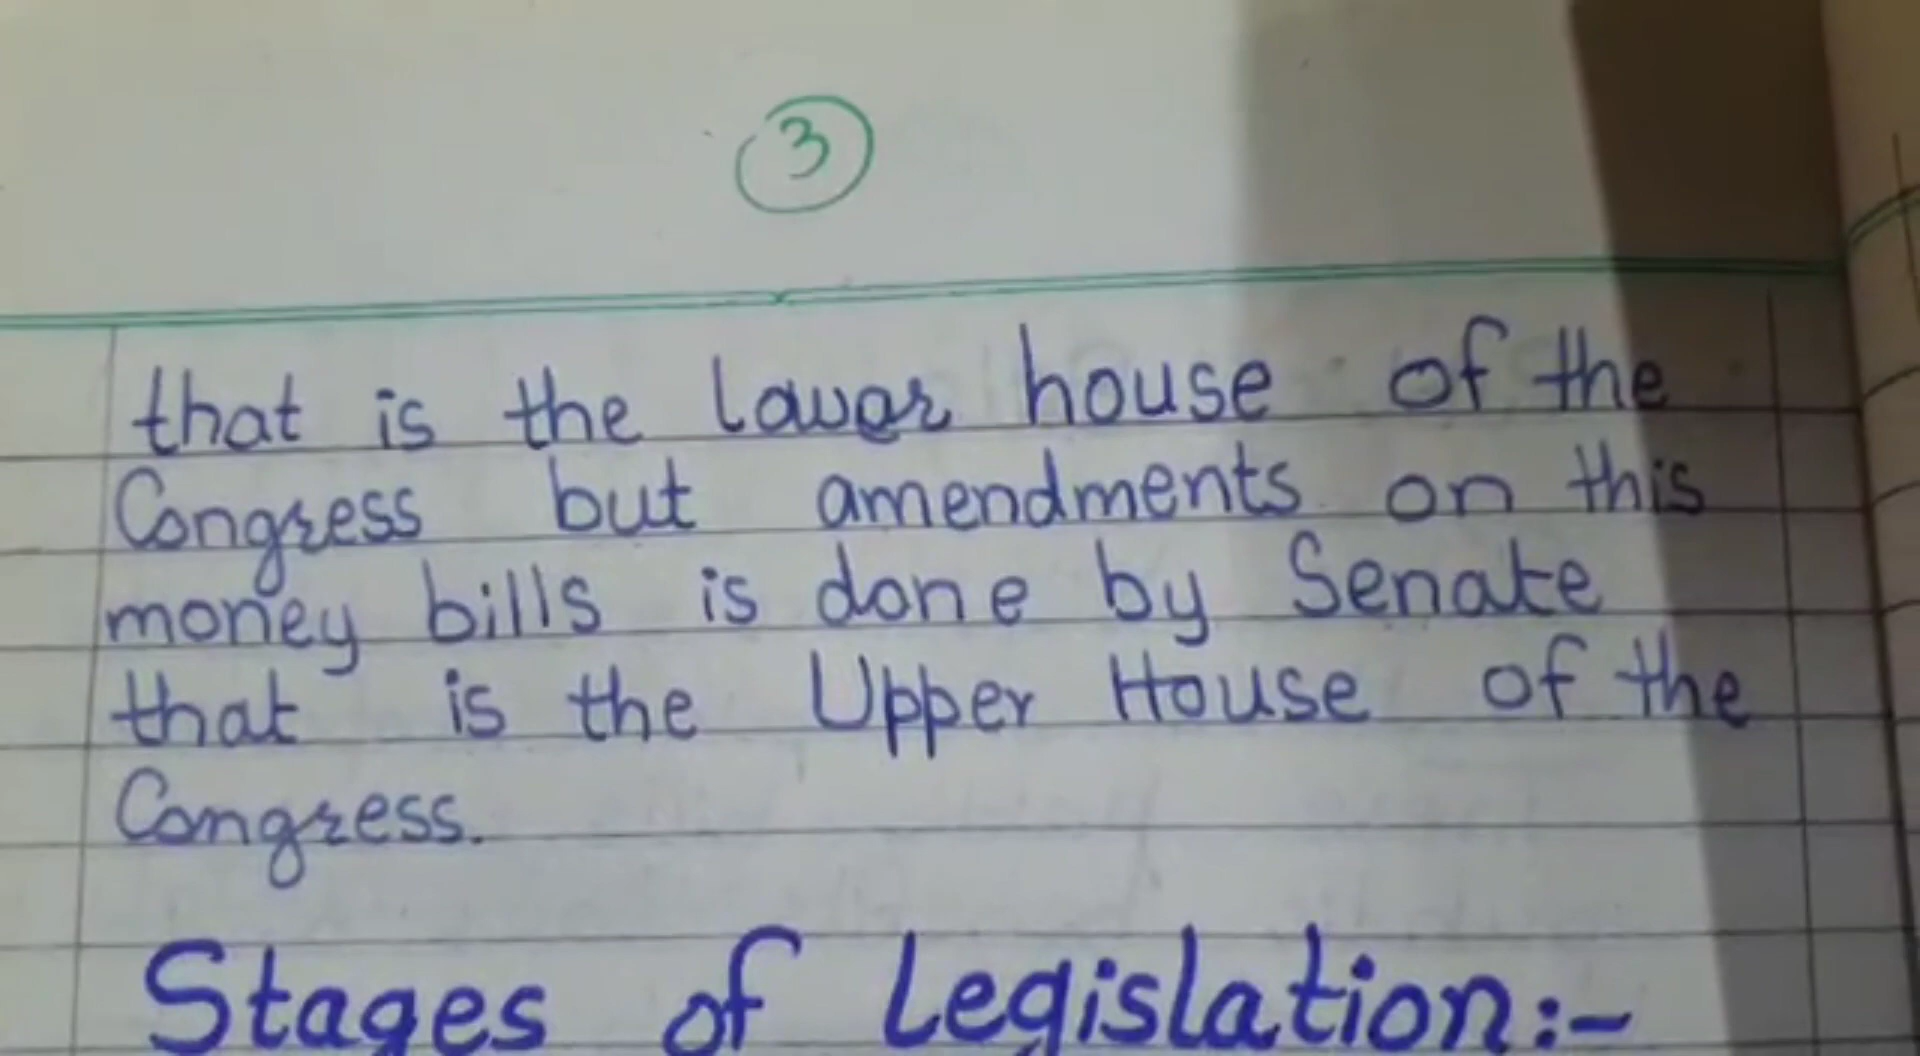 3
that is the lawer house of the
Congress but amendments on this
money bills is done by Senate
that is the Upper House of the
Congress.
Stages of Legislation:-